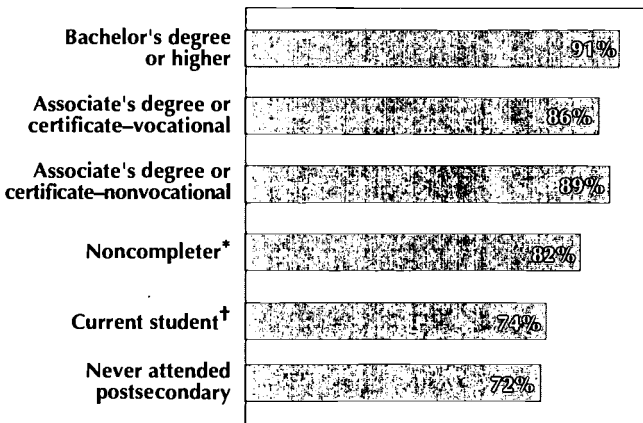 Bachelor's degree
or higher
91%
Associate's degree or
certificate–vocational
86%
Associate's degree or
certificate–nonvocational
89%
Noncompleter*
82%
Current student†
74%
Never attended
postsecondary
72%